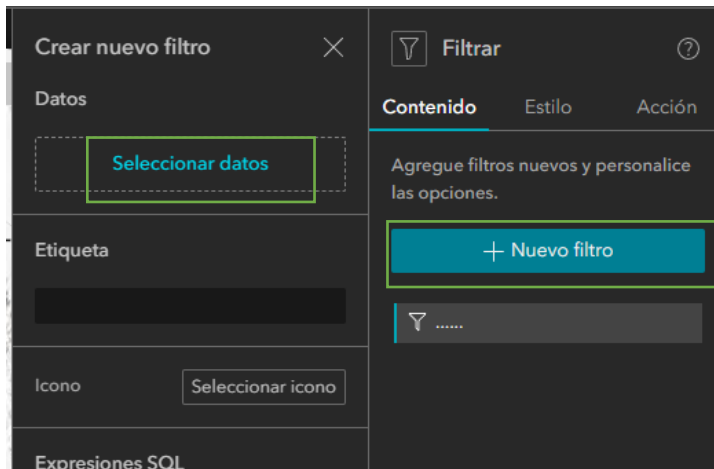 Crear nuevo filtro
Datos
Seleccionar datos
Etiqueta
Icono
Seleccionar icono
Expresiones SQL
Filtrar
Contenido
Estilo
Acción
Agregue filtros nuevos y personalice
las opciones.
+ Nuevo filtro
......